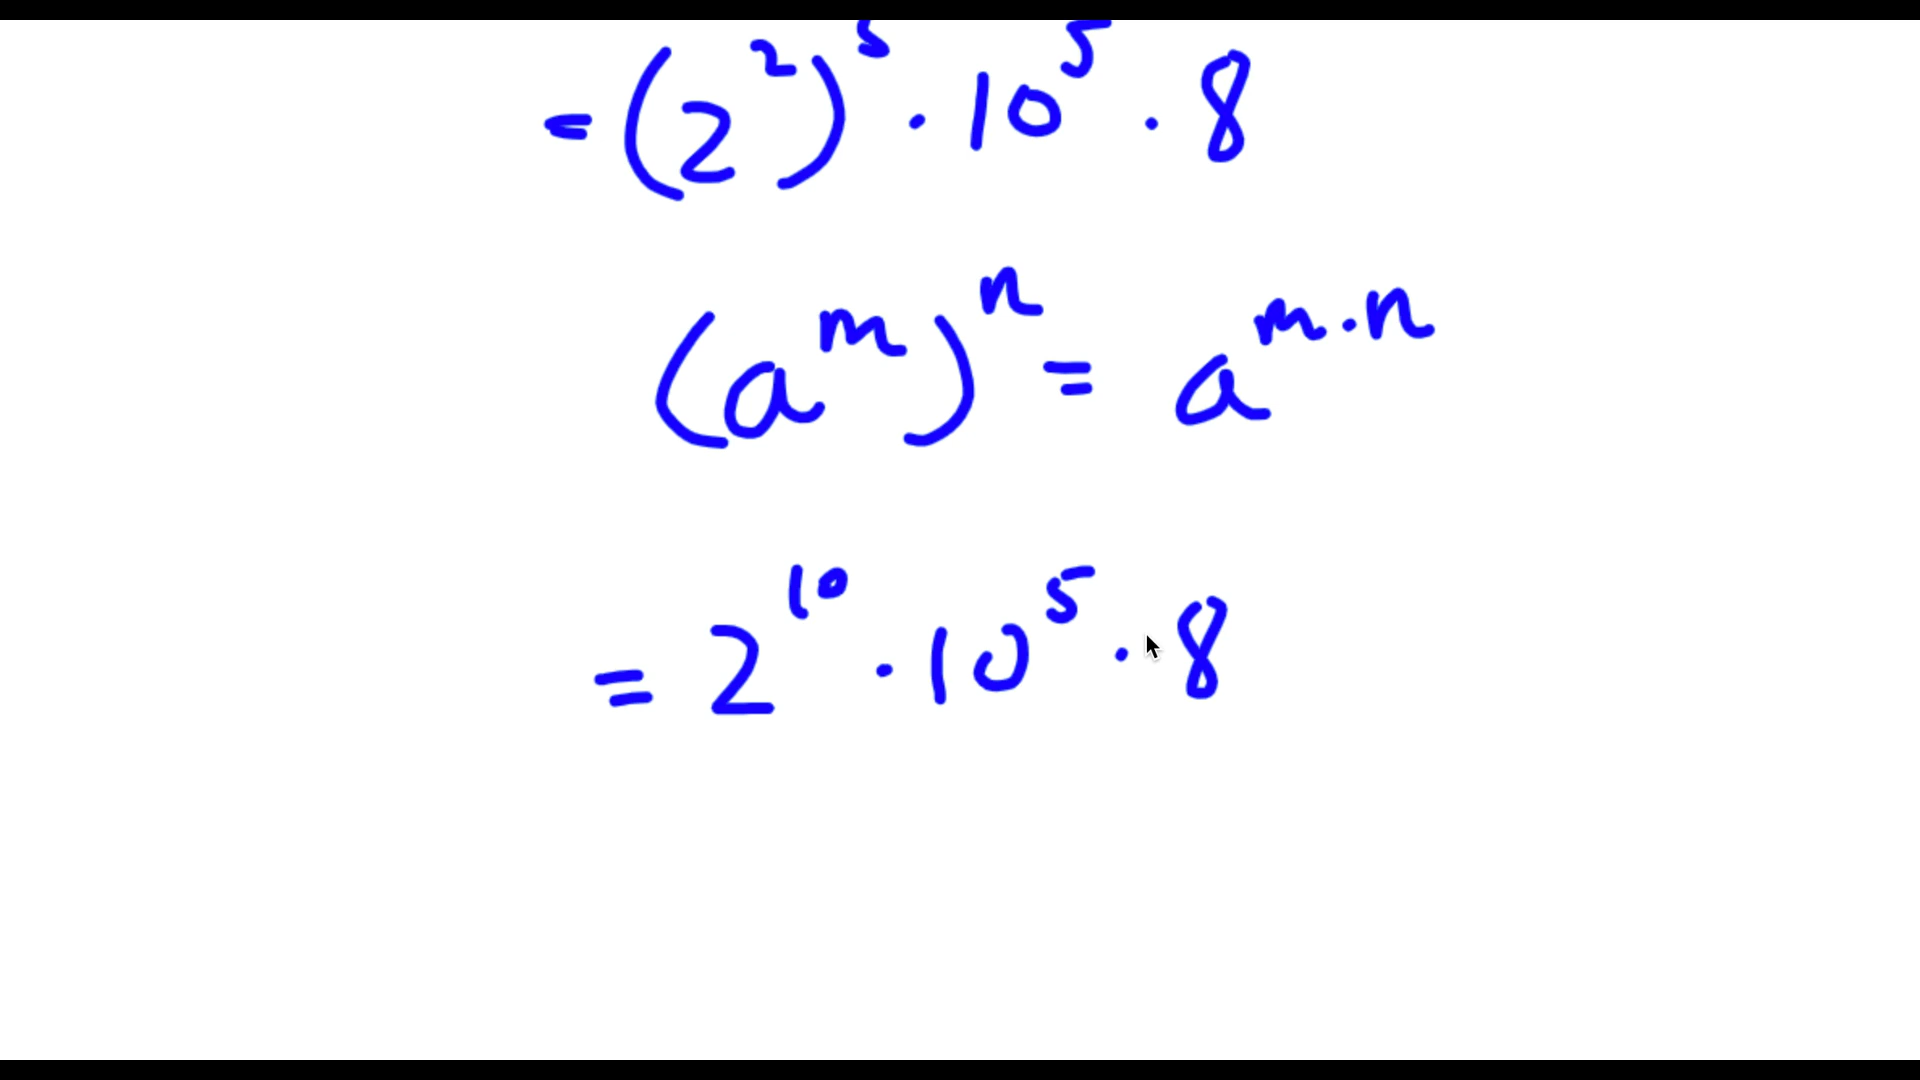 = (2²)⁵ · 10⁵ · 8
(aᵐ)ⁿ = aᵐ·ⁿ
= 2¹⁰ · 10⁵ · 8